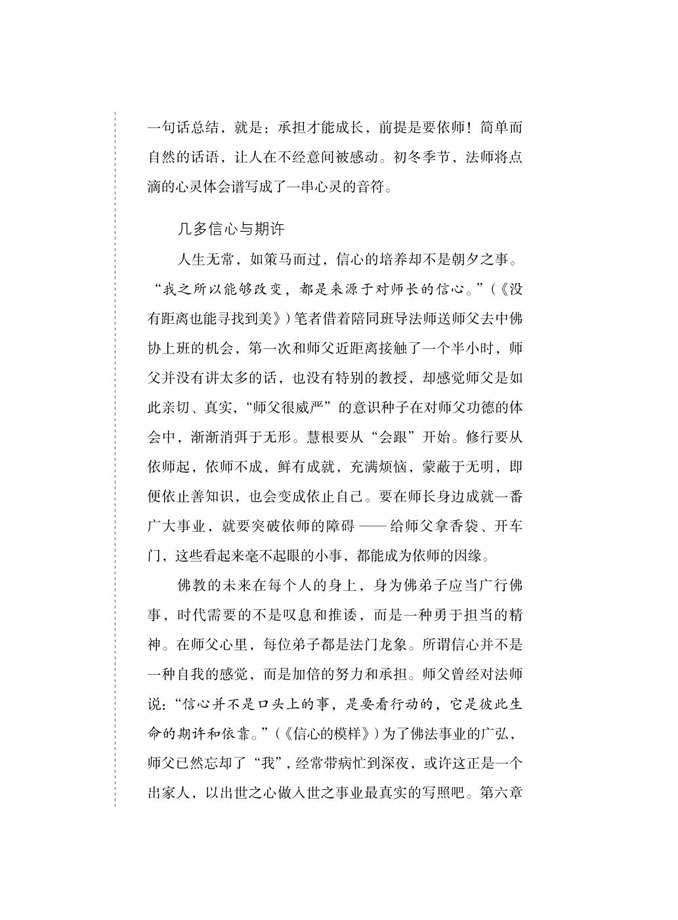 一句话总结，就是：承担才能成长，前提是要依师！简单而
自然的话语，让人在不经意间被感动。初冬季节，法师将点
滴的心灵体会谱写成了一串心灵的音符。
几多信心与期许
人生无常，如策马而过，信心的培养却不是朝夕之事。
“我之所以能够改变，都是来源于对师长的信心。”（《没
有距离也能寻找到美》）笔者借着陪同班导法师送师父去中佛
协上班的机会，第一次和师父近距离接触了一个半小时，师
父并没有讲太多的话，也没有特别的教授，却感觉师父是如
此亲切、真实，“师父很威严”的意识种子在对师父功德的体
会中，渐渐消弭于无形。慧根要从“会跟”开始。修行要从
依师起，依师不成，鲜有成就，充满烦恼，蒙蔽于无明，即
便依止善知识，也会变成依止自己。要在师长身边成就一番
广大事业，就要突破依师的障碍——给师父拿香袋、开车
门，这些看起来毫不起眼的小事，都能成为依师的因缘。
佛教的未来在每个人的身上，身为佛弟子应当广行佛
事，时代需要的不是叹息和推诿，而是一种勇于担当的精
神。在师父心里，每位弟子都是法门龙象。所谓信心并不是
一种自我的感觉，而是加倍的努力和承担。师父曾经对法师
说：“信心并不是口头上的事，是要看行动的，它是彼此生
命的期许和依靠。”（《信心的模样》）为了佛法事业的广弘，
师父已然忘却了“我”，经常带病忙到深夜，或许这正是一个
出家人，以出世之心做入世之事业最真实的写照吧。第六章